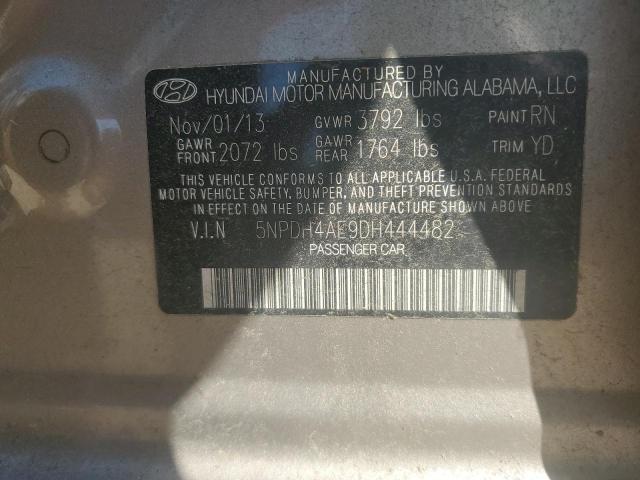 MANUFACTURED BY
HYUNDAI MOTOR MANUFACTURING ALABAMA, LLC
Nov/01/13 GVWR 3792 lbs PAINT RN
GAWR FRONT 2072 lbs GAWR REAR 1764 lbs TRIM YD
THIS VEHICLE CONFORMS TO ALL APPLICABLE U.S.A. FEDERAL
MOTOR VEHICLE SAFETY, BUMPER, AND THEFT PREVENTION STANDARDS
IN EFFECT ON THE DATE OF MANUFACTURE SHOWN ABOVE.
V.I.N 5NPDH4AE9DH444482
PASSENGER CAR